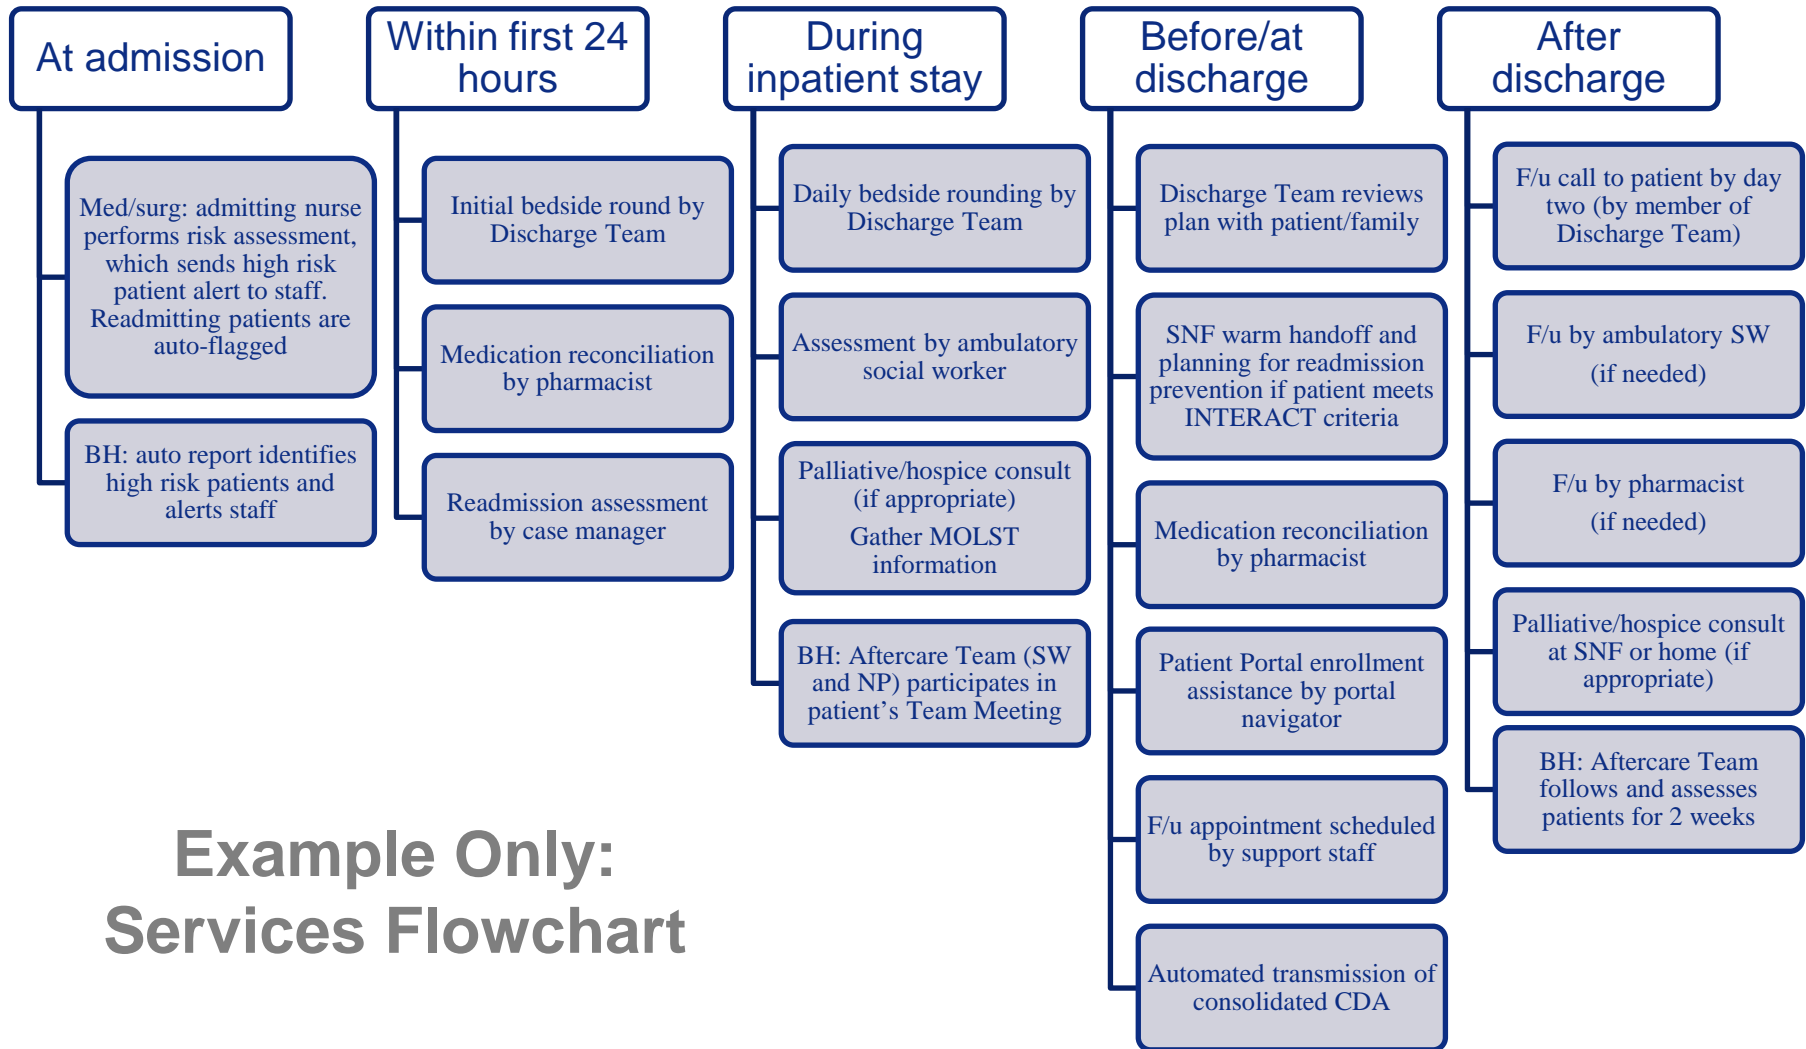 At admission
Med/surg: admitting nurse
performs risk assessment,
which sends high risk
patient alert to staff.
Readmitting patients are
auto-flagged
BH: auto report identifies
high risk patients and
alerts staff
Within first 24
hours
Initial bedside round by
Discharge Team
Medication reconciliation
by pharmacist
Readmission assessment
by case manager
During
inpatient stay
Daily bedside rounding by
Discharge Team
Assessment by ambulatory
social worker
Palliative/hospice consult
(if appropriate)
Gather MOLST
information
BH: Aftercare Team (SW
and NP) participates in
patient’s Team Meeting
Before/at
discharge
Discharge Team reviews
plan with patient/family
SNF warm handoff and
planning for readmission
prevention if patient meets
INTERACT criteria
Medication reconciliation
by pharmacist
Patient Portal enrollment
assistance by portal
navigator
F/u appointment scheduled
by support staff
Automated transmission of
consolidated CDA
After
discharge
F/u call to patient by day
two (by member of
Discharge Team)
F/u by ambulatory SW
(if needed)
F/u by pharmacist
(if needed)
Palliative/hospice consult
at SNF or home (if
appropriate)
BH: Aftercare Team
follows and assesses
patients for 2 weeks
Example Only:
Services Flowchart